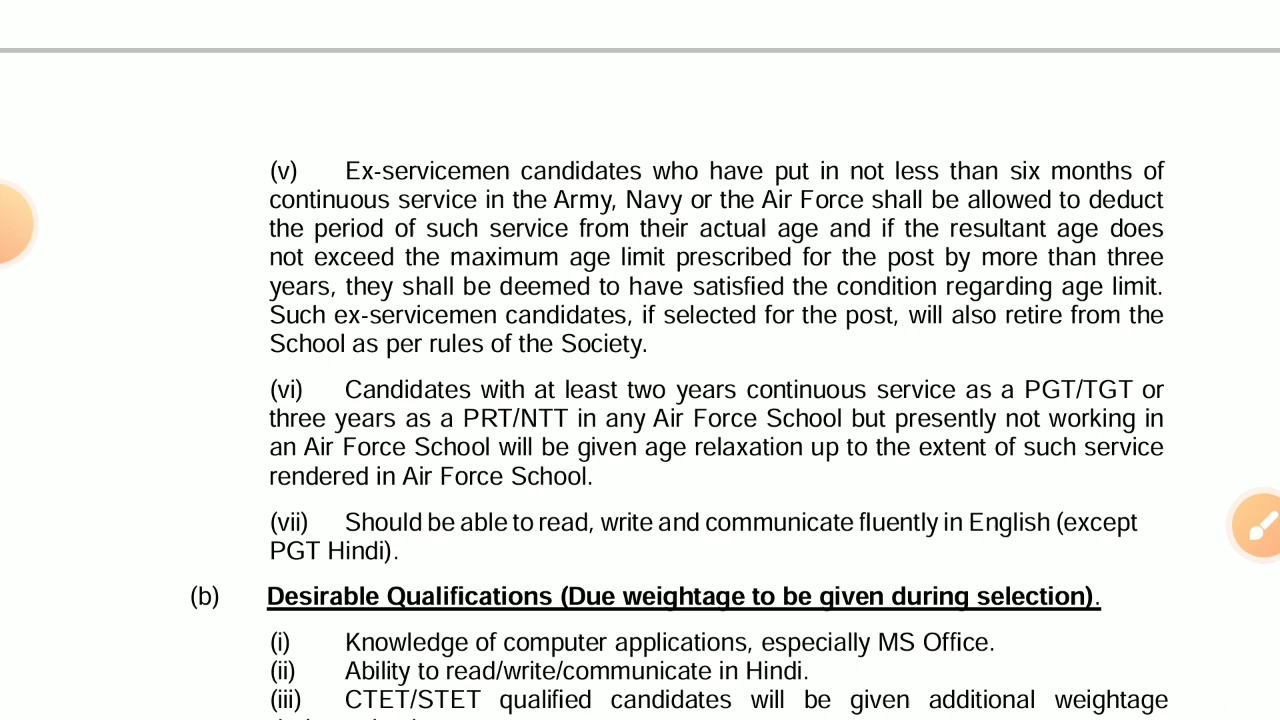 (v) Ex-servicemen candidates who have put in not less than six months of
continuous service in the Army, Navy or the Air Force shall be allowed to deduct
the period of such service from their actual age and if the resultant age does
not exceed the maximum age limit prescribed for the post by more than three
years, they shall be deemed to have satisfied the condition regarding age limit.
Such ex-servicemen candidates, if selected for the post, will also retire from the
School as per rules of the Society.
(vi) Candidates with at least two years continuous service as a PGT/TGT or
three years as a PRT/NTT in any Air Force School but presently not working in
an Air Force School will be given age relaxation up to the extent of such service
rendered in Air Force School.
(vii) Should be able to read, write and communicate fluently in English (except
PGT Hindi).
(b) Desirable Qualifications (Due weightage to be given during selection).
(i) Knowledge of computer applications, especially MS Office.
(ii) Ability to read/write/communicate in Hindi.
(iii) CTET/STET qualified candidates will be given additional weightage